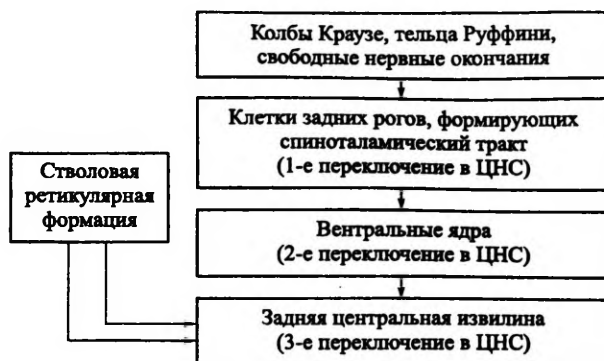 Колбы Краузе, тельца Руффини,
свободные нервные окончания
Клетки задних рогов, формирующих
спиноталамический тракт
(1-е переключение в ЦНС)
Стволовая
ретикулярная
формация
Вентральные ядра
(2-е переключение в ЦНС)
Задняя центральная извилина
(3-е переключение в ЦНС)